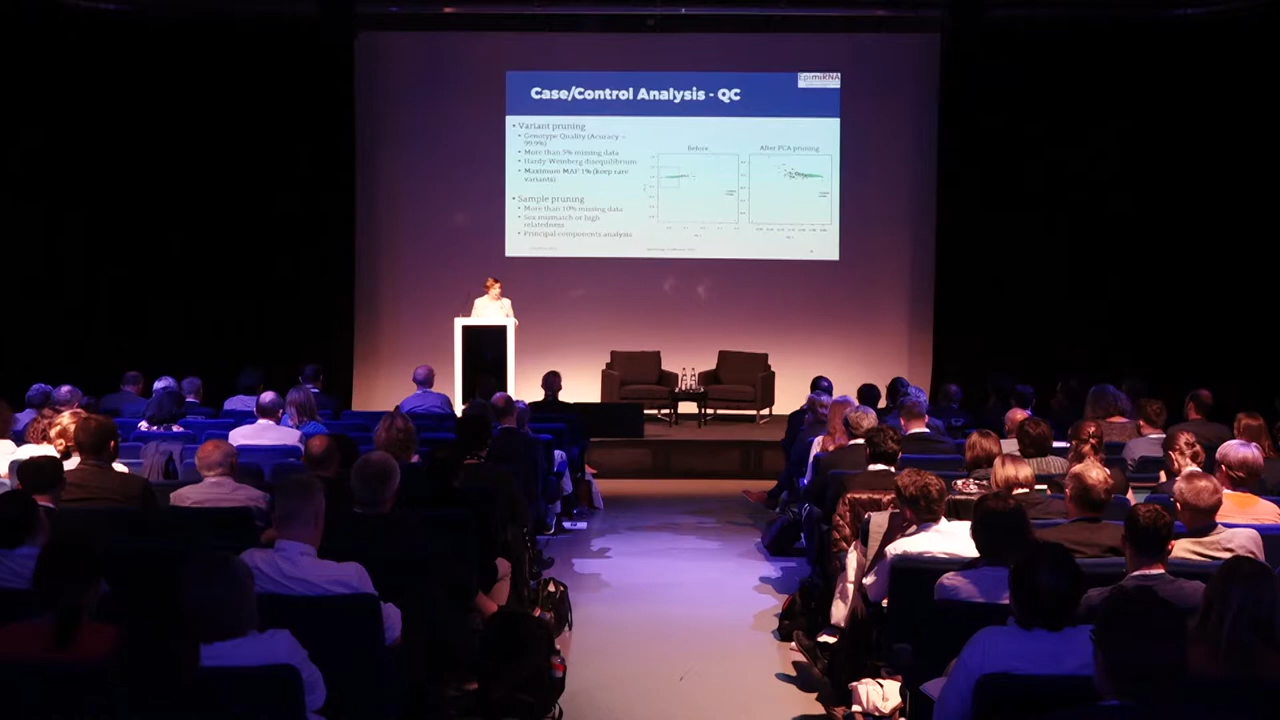 EpimiRNA
Case/Control Analysis - QC
• Variant pruning
• Genotype Quality (Acuracy –
99.9%)
• More than 5% missing data
• Hardy-Weinberg disequilibrium
• Maximum MAF 1% (keep rare
variants)
• Sample pruning
• More than 10% missing data
• Sex mismatch or high
relatedness
• Principal components analysis
Before
After PCA pruning